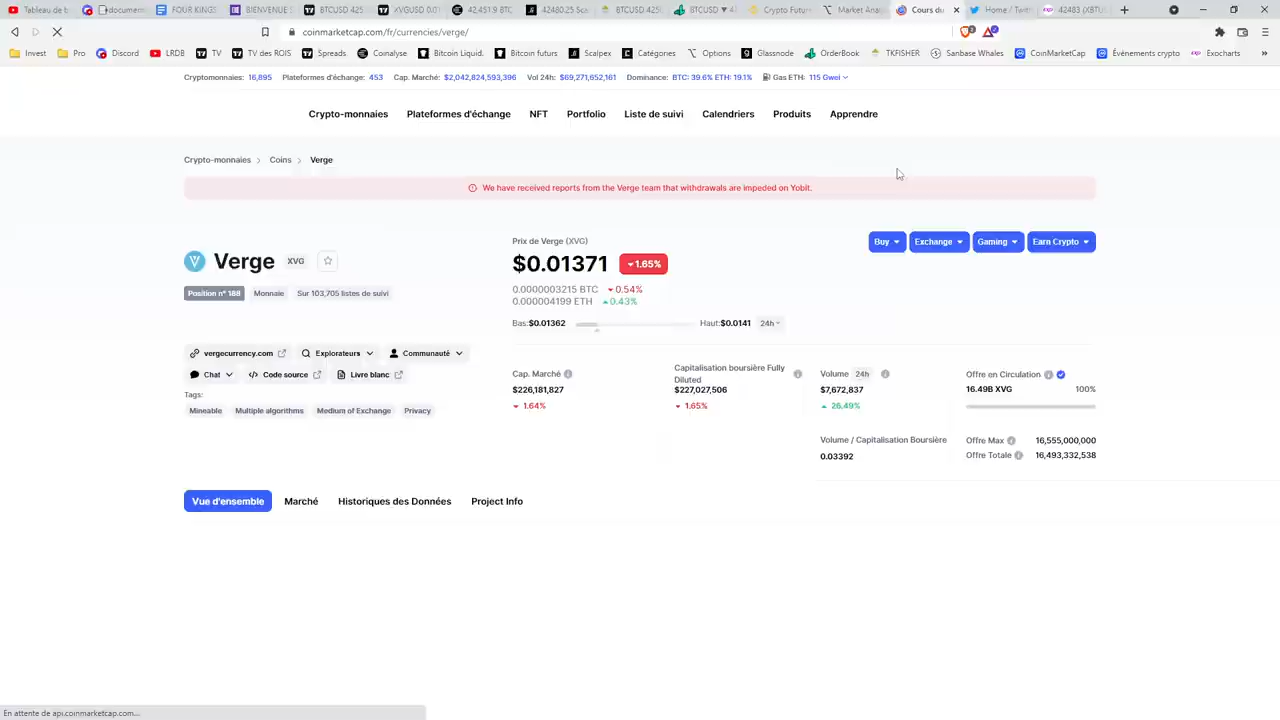 Tableau de b
document
FOUR KINGS
BIENVENUE S
BTCUSD 425
XVGUSD 0.01
42,451.9 BTC
42480.25 Sca
BTCUSD 4250
BTCUSD ▼ 4
Crypto Future
Market Anal
Cours du
Home / Twitt
42483 (XBTUS
coinmarketcap.com/fr/currencies/verge/
Invest
Pro
Discord
LRDB
TV
TV des ROIS
Spreads
Coinalyse
Bitcoin Liquid.
Bitcoin futurs
Scalpex
Catégories
Options
Glassnode
OrderBook
TKFISHER
Sanbase Whales
CoinMarketCap
Événements crypto
Exocharts
»
Cryptomonnaies: 16,895
Plateformes d'échange: 453
Cap. Marché: $2,042,824,593,396
Vol 24h: $69,271,652,161
Dominance: BTC: 39.6% ETH: 19.1%
Gas ETH: 115 Gwei
Crypto-monnaies
Plateformes d'échange
NFT
Portfolio
Liste de suivi
Calendriers
Produits
Apprendre
Crypto-monnaies > Coins > Verge
We have received reports from the Verge team that withdrawals are impeded on Yobit.
Verge XVG
Position n° 188
Monnaie
Sur 103,705 listes de suivi
Prix de Verge (XVG)
$0.01371 1.65%
0.0000003215 BTC 0.54%
0.000004199 ETH 0.43%
Bas:$0.01362
Haut:$0.0141
24h
Buy
Exchange
Gaming
Earn Crypto
vergecurrency.com
Explorateurs
Communauté
Chat
Code source
Livre blanc
Tags:
Mineable
Multiple algorithms
Medium of Exchange
Privacy
Cap. Marché
$226,181,827
1.64%
Capitalisation boursière Fully
Diluted
$227,027,506
1.65%
Volume 24h
$7,672,837
26.49%
Volume / Capitalisation Boursière
0.03392
Offre en Circulation
16.49B XVG 100%
Offre Max 16,555,000,000
Offre Totale 16,493,332,538
Vue d'ensemble
Marché
Historiques des Données
Project Info
En attente de api.coinmarketcap.com...